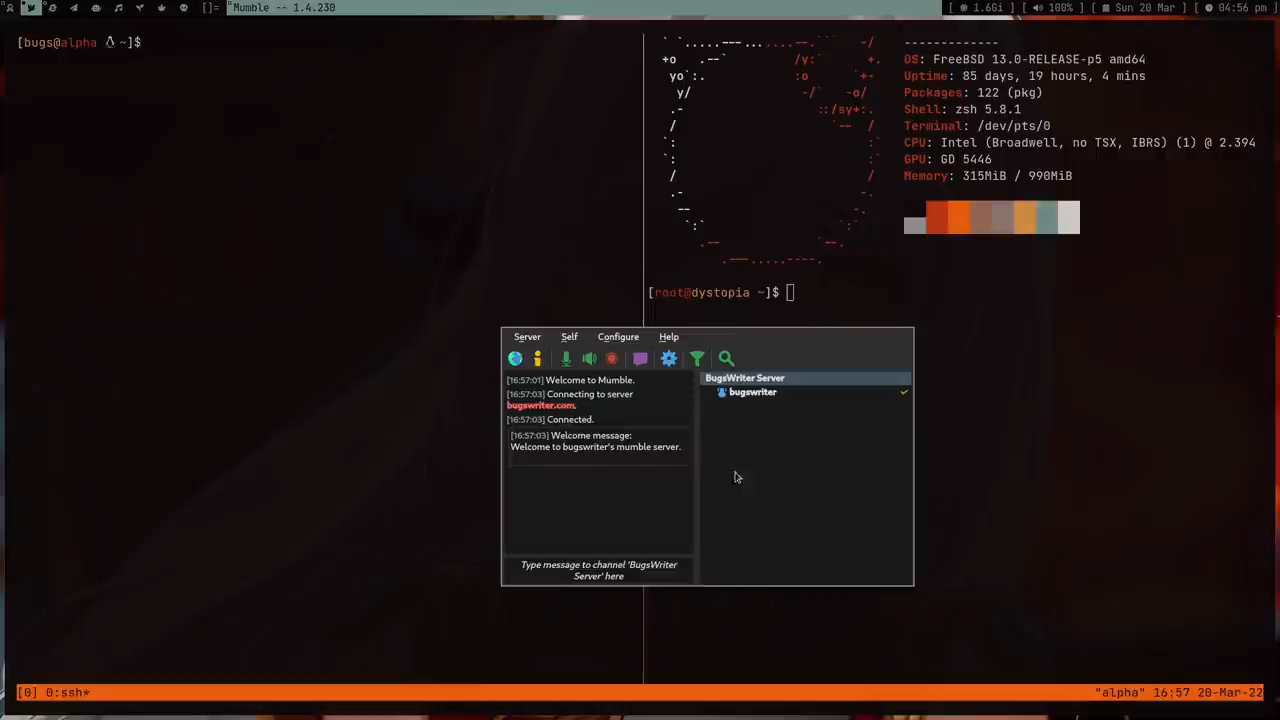 []= Mumble -- 1.4.230 [ 1.6Gi ] [ 100% ] [ Sun 20 Mar ] [ 04:56 pm ]
[bugs@alpha ~]$
-------------
OS: FreeBSD 13.0-RELEASE-p5 amd64
Uptime: 85 days, 19 hours, 4 mins
Packages: 122 (pkg)
Shell: zsh 5.8.1
Terminal: /dev/pts/0
CPU: Intel (Broadwell, no TSX, IBRS) (1) @ 2.394
GPU: GD 5446
Memory: 315MiB / 990MiB
[root@dystopia ~]$
Server Self Configure Help
[16:57:01] Welcome to Mumble.
[16:57:03] Connecting to server
bugswriter.com.
[16:57:03] Connected.
[16:57:03] Welcome message:
Welcome to bugswriter's mumble server.
Type message to channel 'BugsWriter
Server' here
BugsWriter Server
bugswriter
[0] 0:ssh* "alpha" 16:57 20-Mar-22